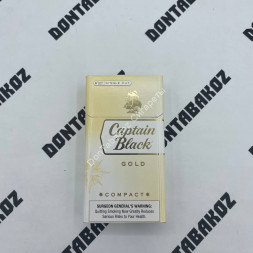 DONTABAKOZ
DONTABAKOZ
DONTABAKOZ
Captain
Black
GOLD
COMPACT
SURGEON GENERAL'S WARNING:
Quitting Smoking Now Greatly Reduces
Serious Risks to Your Health.
DONTABAKOZ
DONTABAKOZ